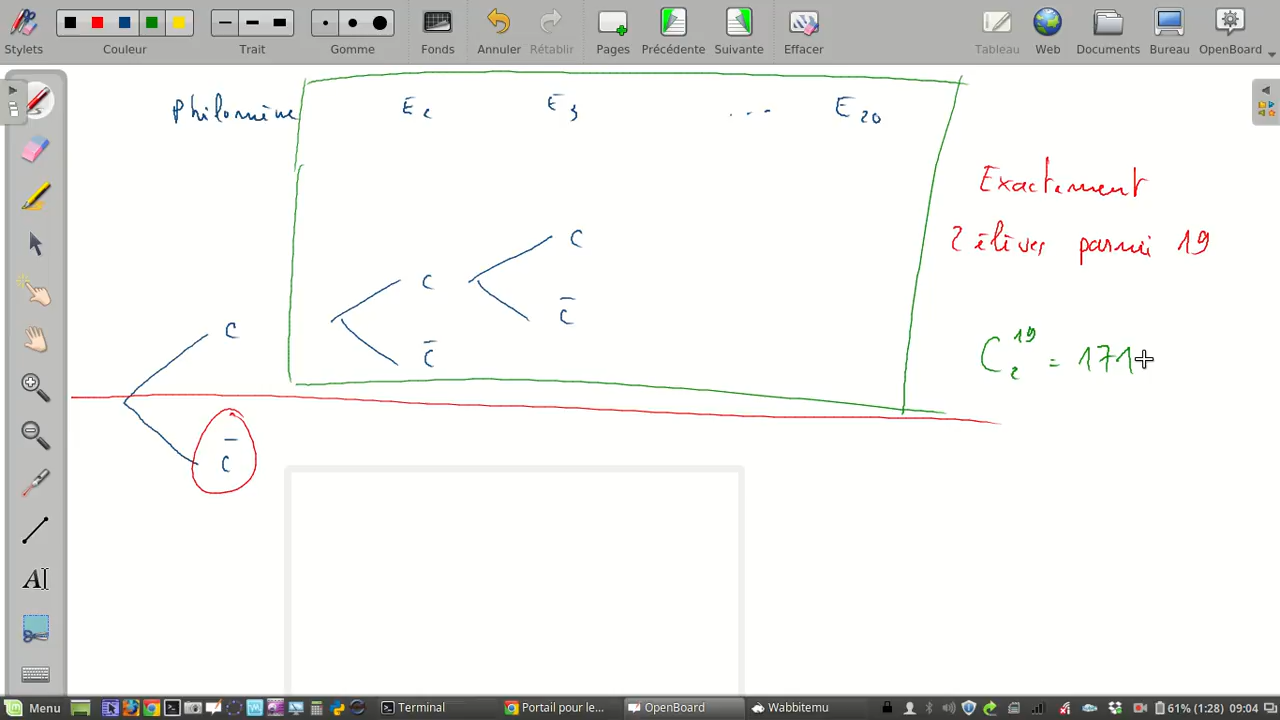 Stylets Couleur Trait Gomme Fonds Annuler Rétablir Pages Précédente Suivante Effacer Tableau Web Documents Bureau OpenBoard
Philomène E2 E3 ... E20
Exactement
2 élèves parmi 19
C
C
C̄
C
C̄
C
C̄
C 19 2 = 171
AI
Menu Terminal Portail pour le... OpenBoard Wabbitemu 61% (1:28) 09:04